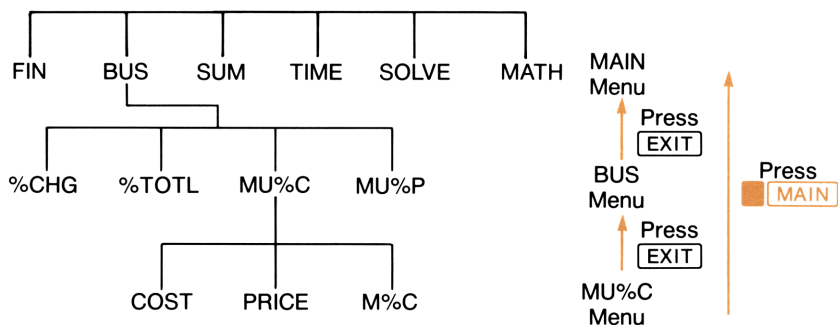 FIN BUS SUM TIME SOLVE MATH
%CHG %TOTL MU%C MU%P
COST PRICE M%C
MAIN
Menu
Press
EXIT
BUS
Menu
Press
EXIT
MU%C
Menu
Press
MAIN